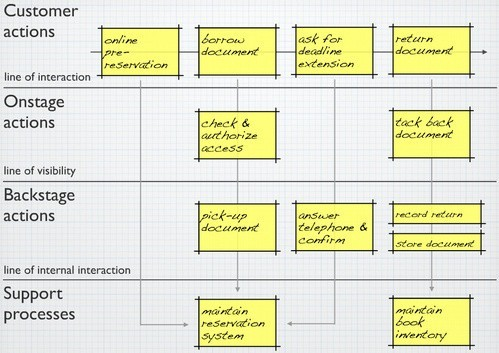 Customer
actions
online
pre-
reservation
borrow
document
ask for
deadline
extension
return
document
line of interaction
Onstage
actions
check &
authorize
access
tack back
document
line of visibility
Backstage
actions
pick-up
document
answer
telephone &
confirm
record return
store document
line of internal interaction
Support
processes
maintain
reservation
system
maintain
book
inventory